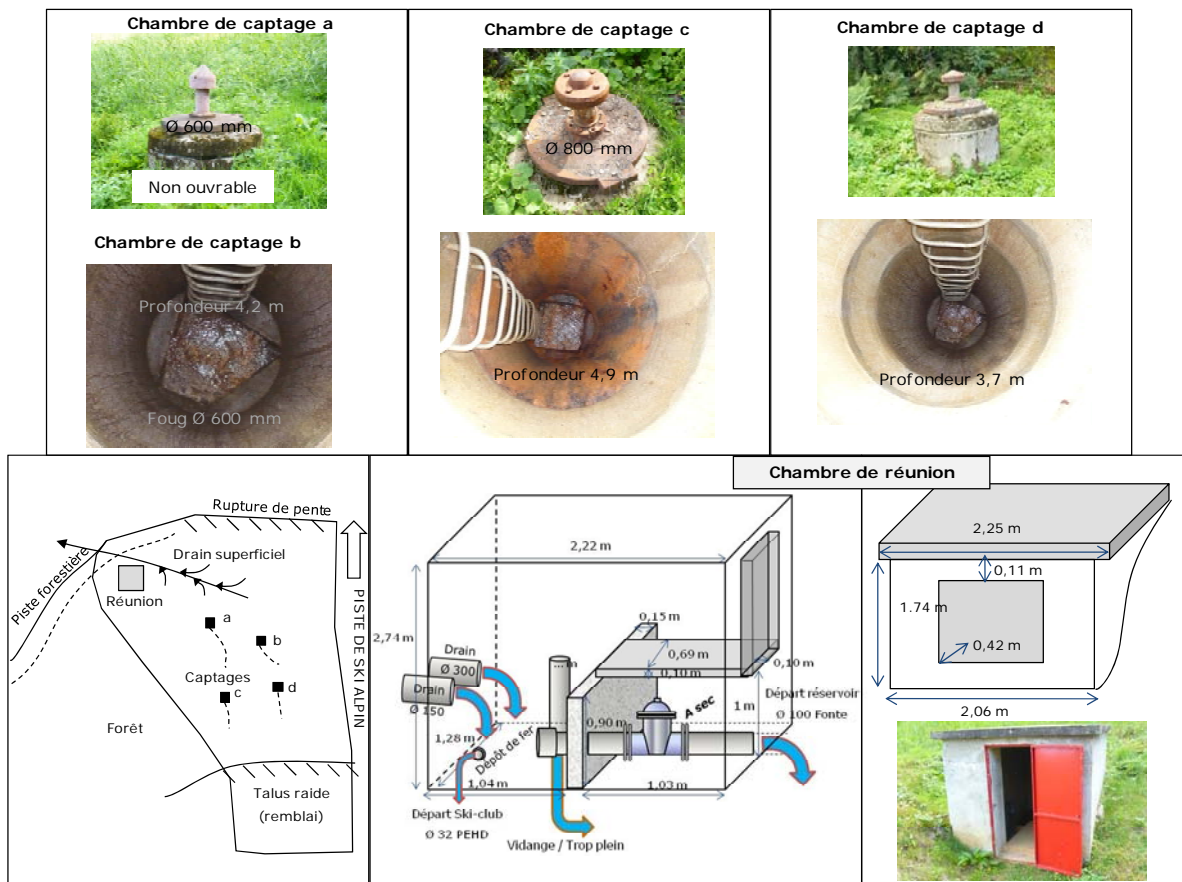 Chambre de captage a
Ø 600 mm
Non ouvrable
Chambre de captage b
Profondeur 4,2 m
Foug Ø 600 mm
Chambre de captage c
Ø 800 mm
Profondeur 4,9 m
Chambre de captage d
Profondeur 3,7 m
Rupture de pente
Drain superficiel
Piste forestière
Réunion
a
b
Captages
c
d
Forêt
PISTE DE SKI ALPIN
Talus raide
(remblai)
Chambre de réunion
2,22 m
2,74 m
0,15 m
0,69 m
0,10 m
0,10 m
Drain
Ø 300
Drain
Ø 150
... m
0,90 m
1 m
A sec
Départ réservoir
Ø 100 Fonte
1,28 m
Dépôt de fer
1,04 m
1,03 m
Départ Ski-club
Ø 32 PEHD
Vidange / Trop plein
2,25 m
0,11 m
1.74 m
0,42 m
2,06 m